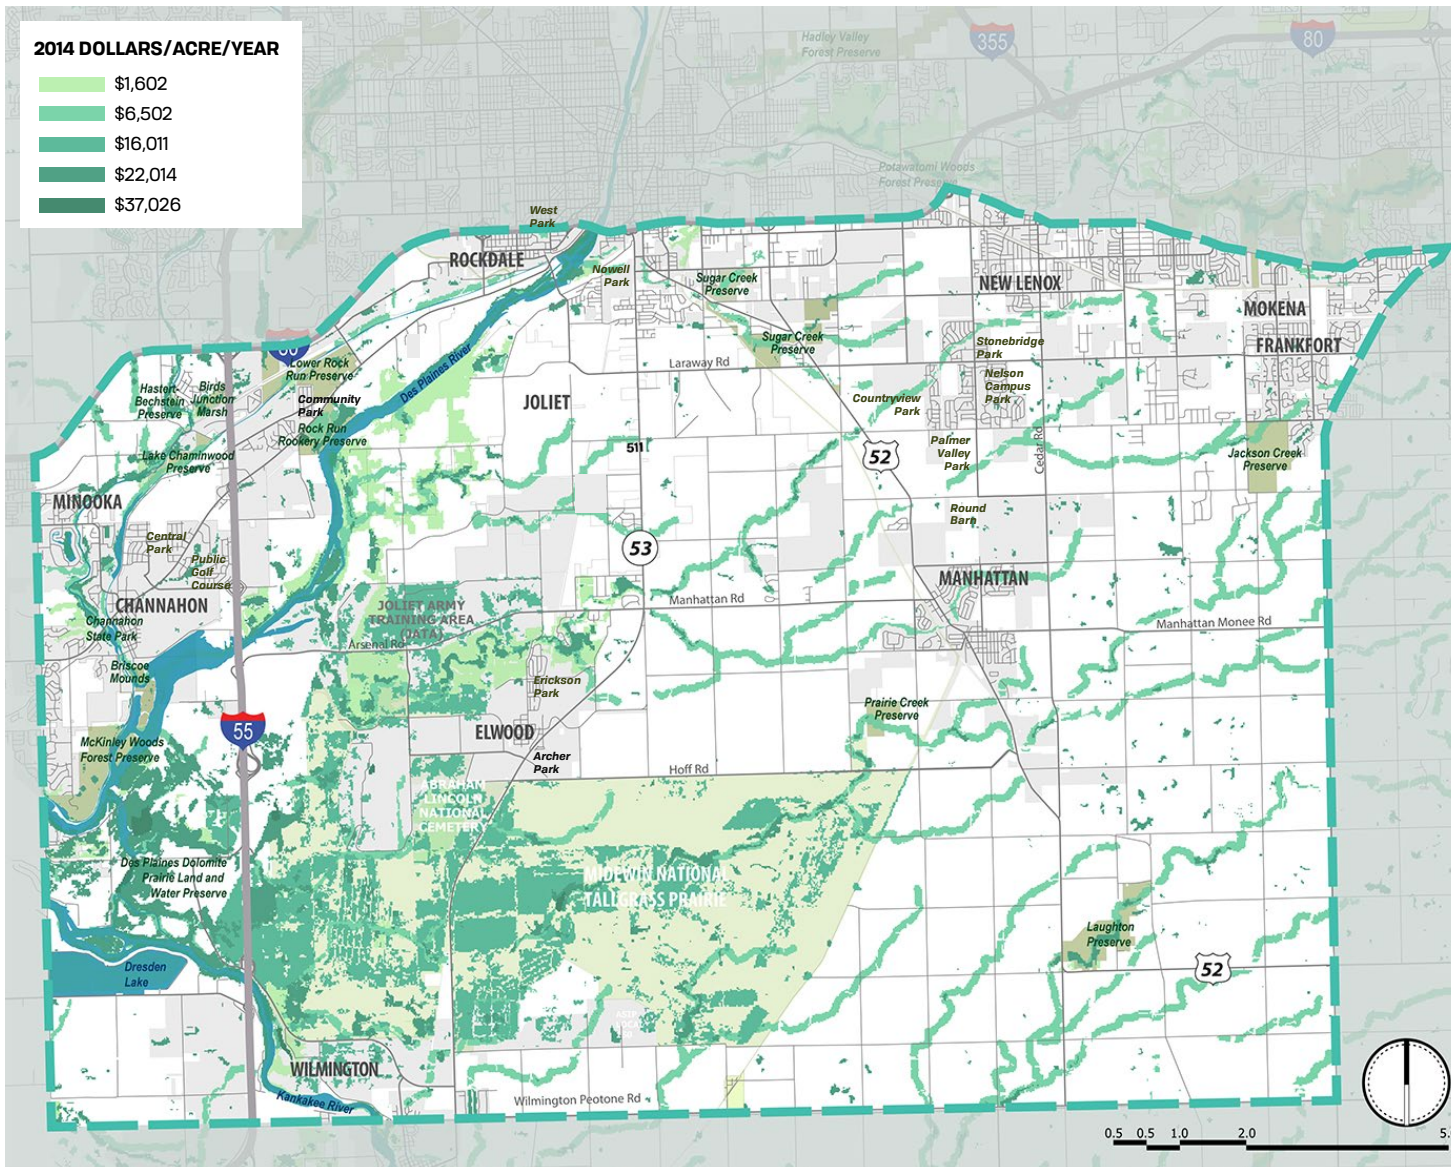 2014 DOLLARS/ACRE/YEAR
$1,602
$6,502
$16,011
$22,014
$37,026
Hadley Valley
Forest Preserve
355
80
Potawatomi Woods
Forest Preserve
West
Park
ROCKDALE
Nowell
Park
Sugar Creek
Preserve
NEW LENOX
MOKENA
FRANKFORT
Sugar Creek
Preserve
Stonebridge
Park
Laraway Rd
Lower Rock
Run Preserve
Des Plaines River
Nelson
Campus
Park
Hastert-
Bechstein
Preserve
Birds
Junction
Marsh
Community
Park
JOLIET
Countryview
Park
Rock Run
Rookery Preserve
511
52
Palmer
Valley
Park
Cedar Rd
Jackson Creek
Preserve
Lake Chaminwood
Preserve
MINOOKA
Round
Barn
Central
Park
Public
Golf
Course
53
MANHATTAN
CHANNAHON
JOLIET ARMY
TRAINING AREA
(JATA)
Manhattan Rd
Manhattan Monee Rd
Channahon
State Park
Arsenal Rd
Briscoe
Mounds
Erickson
Park
Prairie Creek
Preserve
55
ELWOOD
McKinley Woods
Forest Preserve
Archer
Park
Hoff Rd
ABRAHAM
LINCOLN
NATIONAL
CEMETERY
Des Plaines Dolomite
Prairie Land and
Water Preserve
MIDEWIN NATIONAL
TALLGRASS PRAIRIE
Laughton
Preserve
52
Dresden
Lake
WILMINGTON
Kankakee River
Wilmington Peotone Rd
0.5 0.5 1.0 2.0